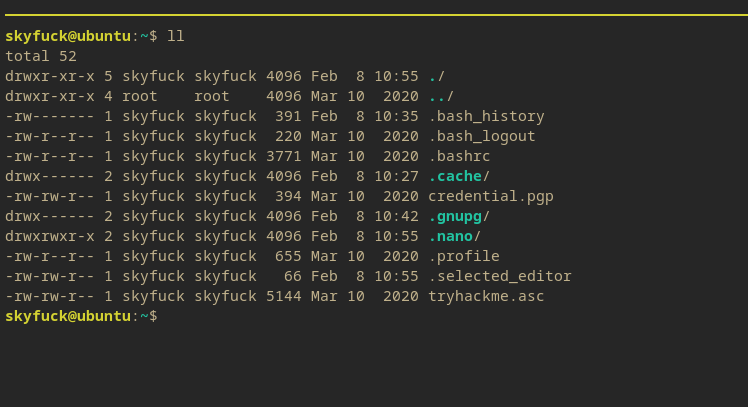 skyfuck@ubuntu:~$ ll
total 52
drwxr-xr-x 5 skyfuck skyfuck 4096 Feb  8 10:55 ./
drwxr-xr-x 4 root    root    4096 Mar 10  2020 ../
-rw------- 1 skyfuck skyfuck  391 Feb  8 10:35 .bash_history
-rw-r--r-- 1 skyfuck skyfuck  220 Mar 10  2020 .bash_logout
-rw-r--r-- 1 skyfuck skyfuck 3771 Mar 10  2020 .bashrc
drwx------ 2 skyfuck skyfuck 4096 Feb  8 10:27 .cache/
-rw-rw-r-- 1 skyfuck skyfuck  394 Mar 10  2020 credential.pgp
drwx------ 2 skyfuck skyfuck 4096 Feb  8 10:42 .gnupg/
drwxrwxr-x 2 skyfuck skyfuck 4096 Feb  8 10:55 .nano/
-rw-r--r-- 1 skyfuck skyfuck  655 Mar 10  2020 .profile
-rw-rw-r-- 1 skyfuck skyfuck   66 Feb  8 10:55 .selected_editor
-rw-rw-r-- 1 skyfuck skyfuck 5144 Mar 10  2020 tryhackme.asc
skyfuck@ubuntu:~$